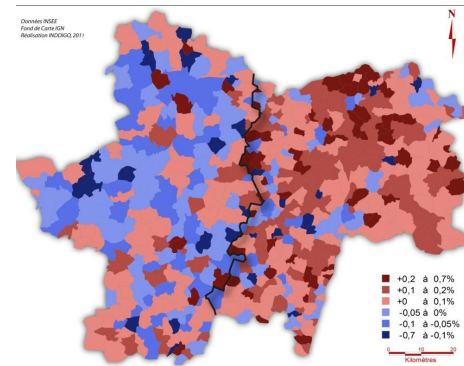 Données INSEE
Fond de Carte IGN
Réalisation INDDIGO, 2011
N
+0,2 à 0,7%
+0,1 à 0,2%
+0 à 0,1%
-0,05 à 0%
-0,1 à -0,05%
-0,7 à -0,1%
0 10 20
Kilomètres